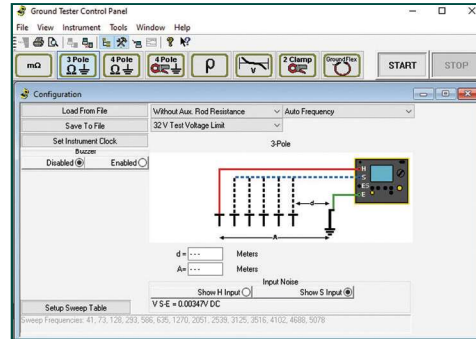 Ground Tester Control Panel
File View Instrument Tools Window Help
mΩ
3 Pole
Ω
4 Pole
Ω
4 Pole
Ω
ρ
V
2 Clamp
GroundFlex
START
STOP
Configuration
Load From File
Without Aux. Rod Resistance
Auto Frequency
Save To File
32 V Test Voltage Limit
Set Instrument Clock
3-Pole
Buzzer
Disabled
Enabled
H
S
ES
E
d
A
d = --- Meters
A= --- Meters
Input Noise
Show H Input
Show S Input
V S-E = 0.00347V DC
Setup Sweep Table
Sweep Frequencies: 41, 73, 128, 293, 586, 635, 1270, 2051, 2539, 3125, 3516, 4102, 4688, 5078